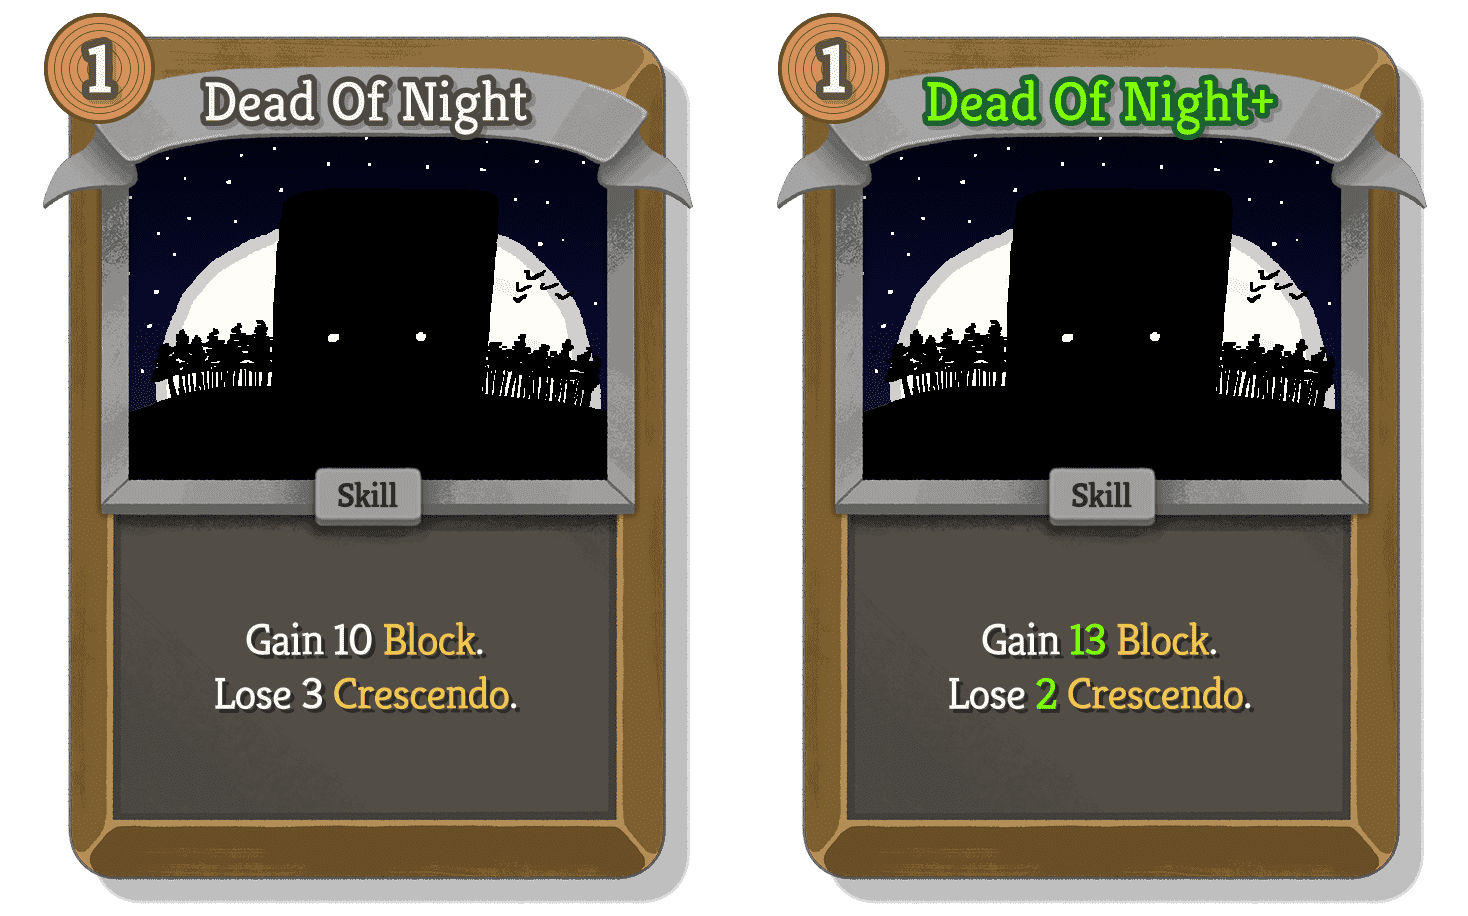 1
Dead Of Night
Skill
Gain 10 Block.
Lose 3 Crescendo.
1
Dead Of Night+
Skill
Gain 13 Block.
Lose 2 Crescendo.